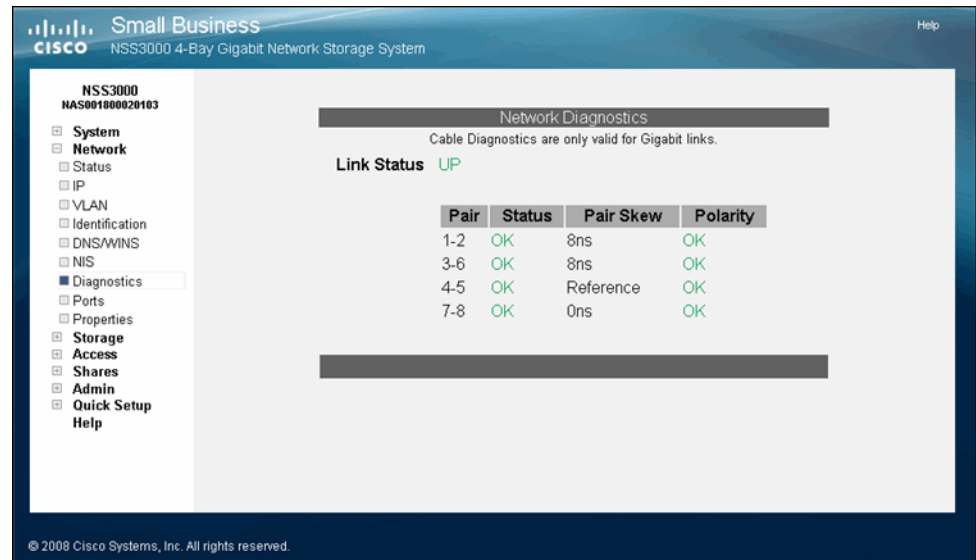 Small Business
CISCO NSS3000 4-Bay Gigabit Network Storage System
Help
NSS3000
NAS001800020103
System
Network
Status
IP
VLAN
Identification
DNS/WINS
NIS
Diagnostics
Ports
Properties
Storage
Access
Shares
Admin
Quick Setup
Help
Network Diagnostics
Cable Diagnostics are only valid for Gigabit links.
Link Status UP
Pair Status Pair Skew Polarity
1-2 OK 8ns OK
3-6 OK 8ns OK
4-5 OK Reference OK
7-8 OK 0ns OK
© 2008 Cisco Systems, Inc. All rights reserved.